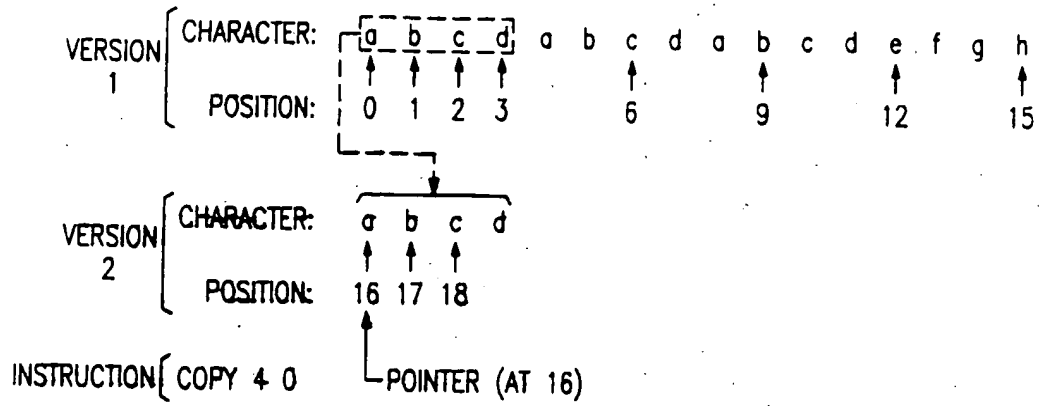 VERSION 1
CHARACTER: a b c d a b c d a b c d e f g h
POSITION: 0 1 2 3 6 9 12 15
VERSION 2
CHARACTER: a b c d
POSITION: 16 17 18
INSTRUCTION COPY 4 0
POINTER (AT 16)